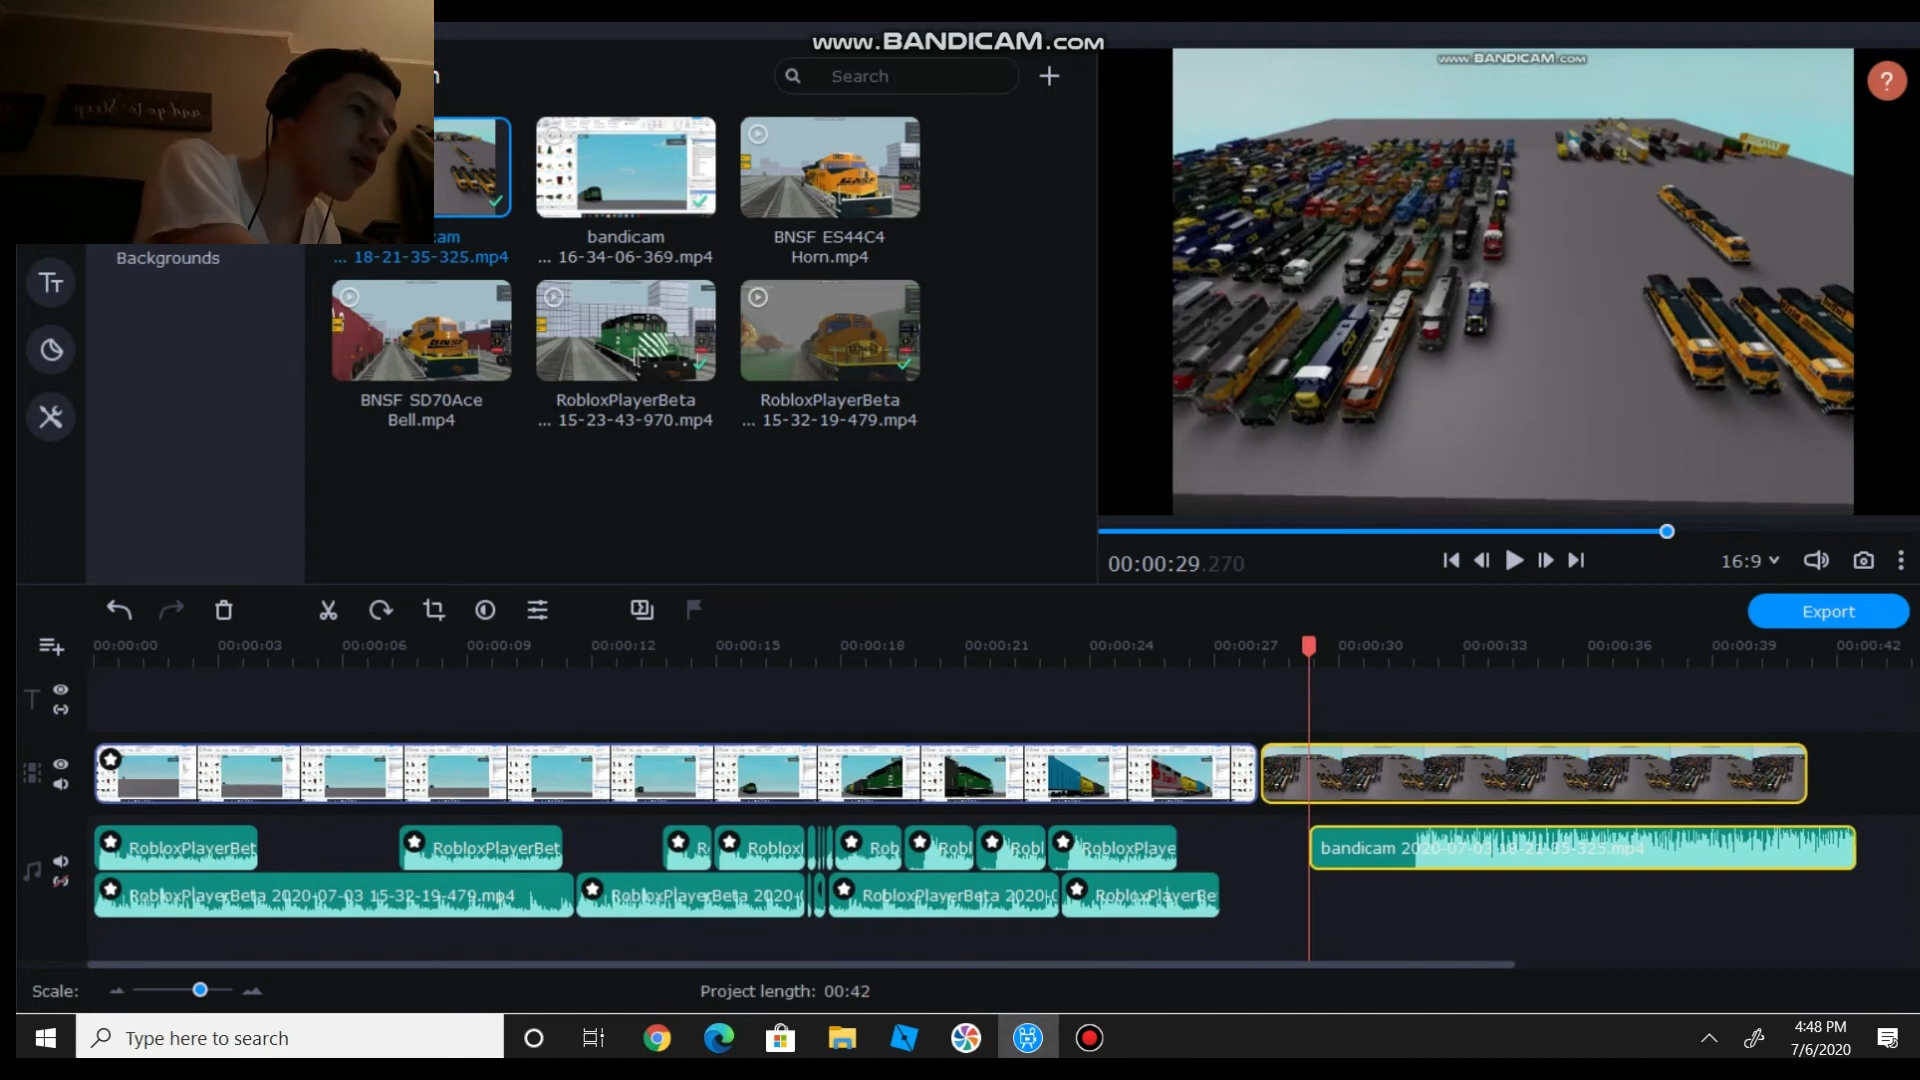 www.BANDICAM.com
and go to Sleep
Search
www.BANDICAM.com
?
cam
... 18-21-35-325.mp4
bandicam
... 16-34-06-369.mp4
BNSF ES44C4
Horn.mp4
Backgrounds
BNSF SD70Ace
Bell.mp4
RobloxPlayerBeta
... 15-23-43-970.mp4
RobloxPlayerBeta
... 15-32-19-479.mp4
00:00:29.270
16:9
Export
00:00:00 00:00:03 00:00:06 00:00:09 00:00:12 00:00:15 00:00:18 00:00:21 00:00:24 00:00:27 00:00:30 00:00:33 00:00:36 00:00:39 00:00:42
RobloxPlayerBet RobloxPlayerBet R Roblox Rob Robl Robl RobloxPlaye bandicam 2020-07-03 18-21-35-325.mp4
RobloxPlayerBeta 2020-07-03 15-32-19-479.mp4 RobloxPlayerBeta 2020- RobloxPlayerBeta 2020-0 RobloxPlayerBe
Scale:
Project length: 00:42
Type here to search
4:48 PM
7/6/2020